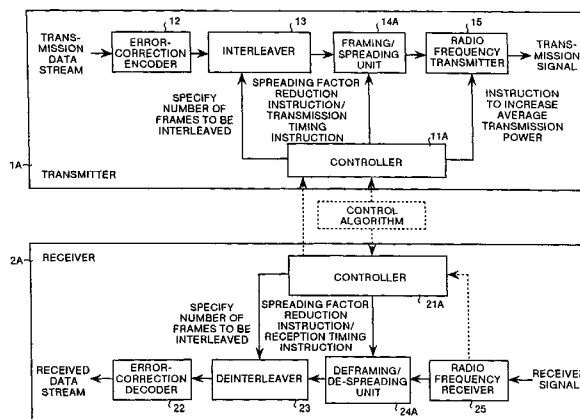 12
13
14A
15
TRANS-
MISSION
DATA
STREAM
ERROR-
CORRECTION
ENCODER
INTERLEAVER
FRAMING/
SPREADING
UNIT
RADIO
FREQUENCY
TRANSMITTER
TRANS-
MISSION
SIGNAL
SPECIFY
NUMBER OF
FRAMES TO BE
INTERLEAVED
SPREADING FACTOR
REDUCTION
INSTRUCTION/
TRANSMISSION
TIMING
INSTRUCTION
INSTRUCTION
TO INCREASE
AVERAGE
TRANSMISSION
POWER
11A
CONTROLLER
1A
TRANSMITTER
CONTROL
ALGORITHM
2A
RECEIVER
CONTROLLER
21A
SPECIFY
NUMBER OF
FRAMES TO BE
INTERLEAVED
SPREADING FACTOR
REDUCTION
INSTRUCTION/
RECEPTION TIMING
INSTRUCTION
RECEIVED
DATA
STREAM
ERROR-
CORRECTION
DECODER
DEINTERLEAVER
DEFRAMING/
DE-SPREADING
UNIT
RADIO
FREQUENCY
RECEIVER
RECEIVED
SIGNAL
22
23
24A
25